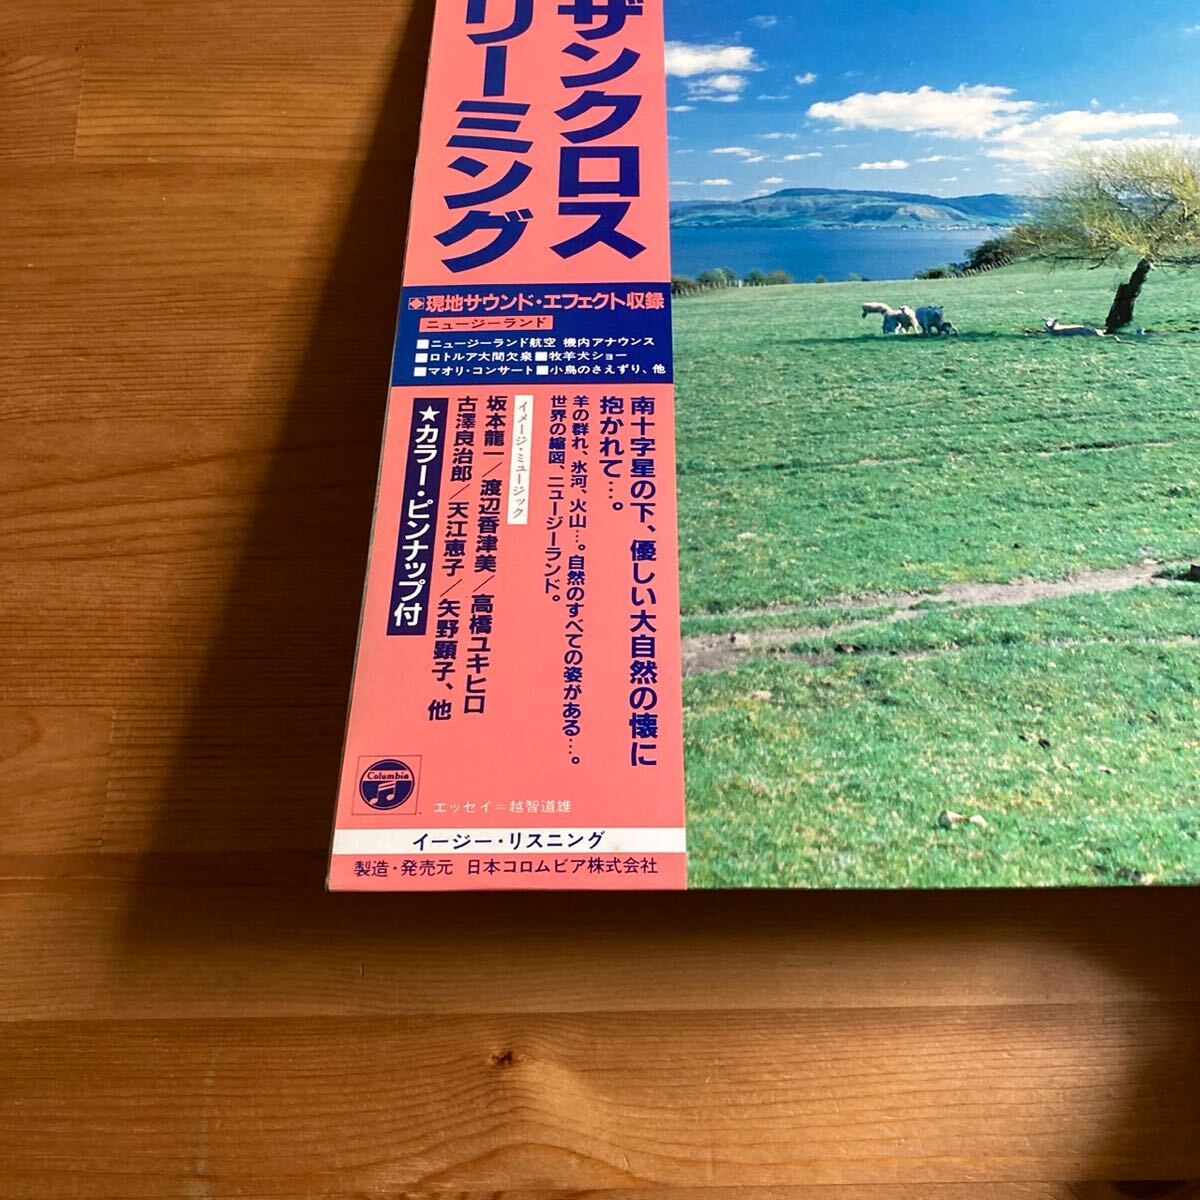 ザンクロス
リーミング
現地サウンド・エフェクト収録
ニュージーランド
■ニュージーランド航空 機内アナウンス
■ロトルア大間欠泉■牧羊犬ショー
■マオリ・コンサート■小鳥のさえずり、他
南十字星の下、優しい大自然の懐に
抱かれて…。
羊の群れ、氷河、火山…。自然のすべての姿がある…。
世界の縮図、ニュージーランド。
イメージ・ミュージック
坂本龍一／渡辺香津美／高橋ユキヒロ
古澤良治郎／天江恵子／矢野顕子、他
★カラー・ピンナップ付
Columbia
エッセイ＝越智道雄
イージー・リスニング
製造・発売元 日本コロムビア株式会社